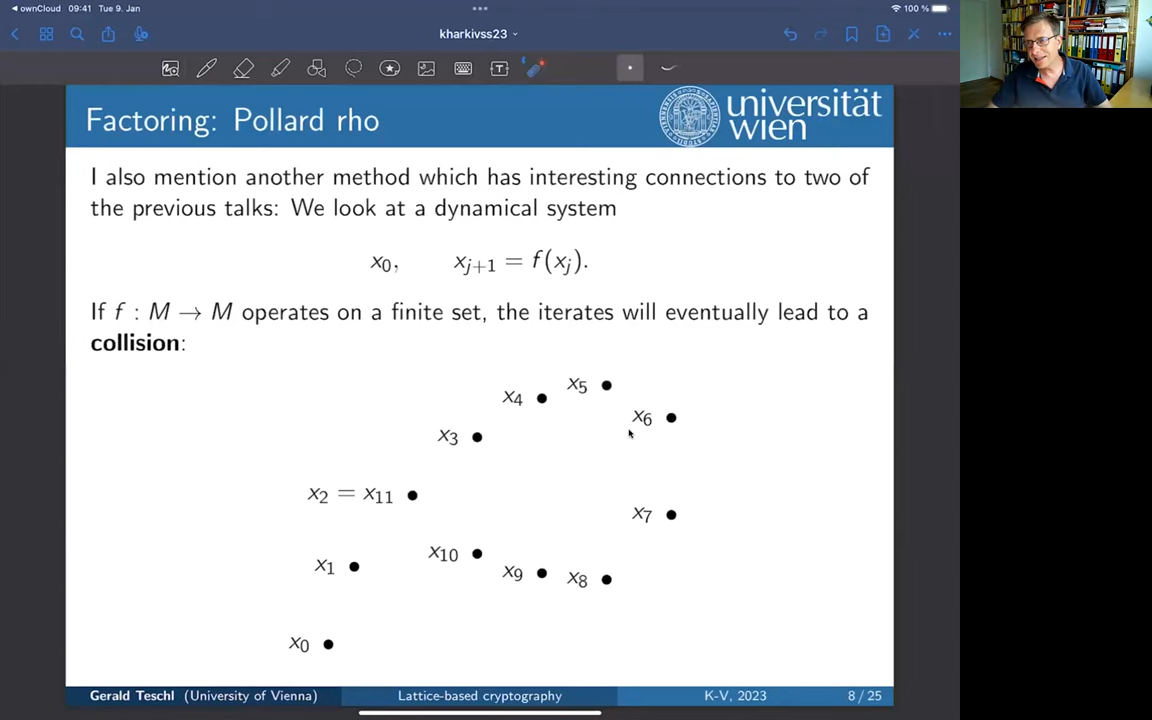 ownCloud 09:41 Tue 9. Jan
100 %
kharkivss23
Factoring: Pollard rho
universität
wien
I also mention another method which has interesting connections to two of
the previous talks: We look at a dynamical system
x₀, xⱼ₊₁ = f(xⱼ).
If f : M → M operates on a finite set, the iterates will eventually lead to a
collision:
x₅
x₄
x₆
x₃
x₂ = x₁₁
x₇
x₁₀
x₁
x₉
x₈
x₀
Gerald Teschl (University of Vienna) Lattice-based cryptography K-V, 2023 8 / 25